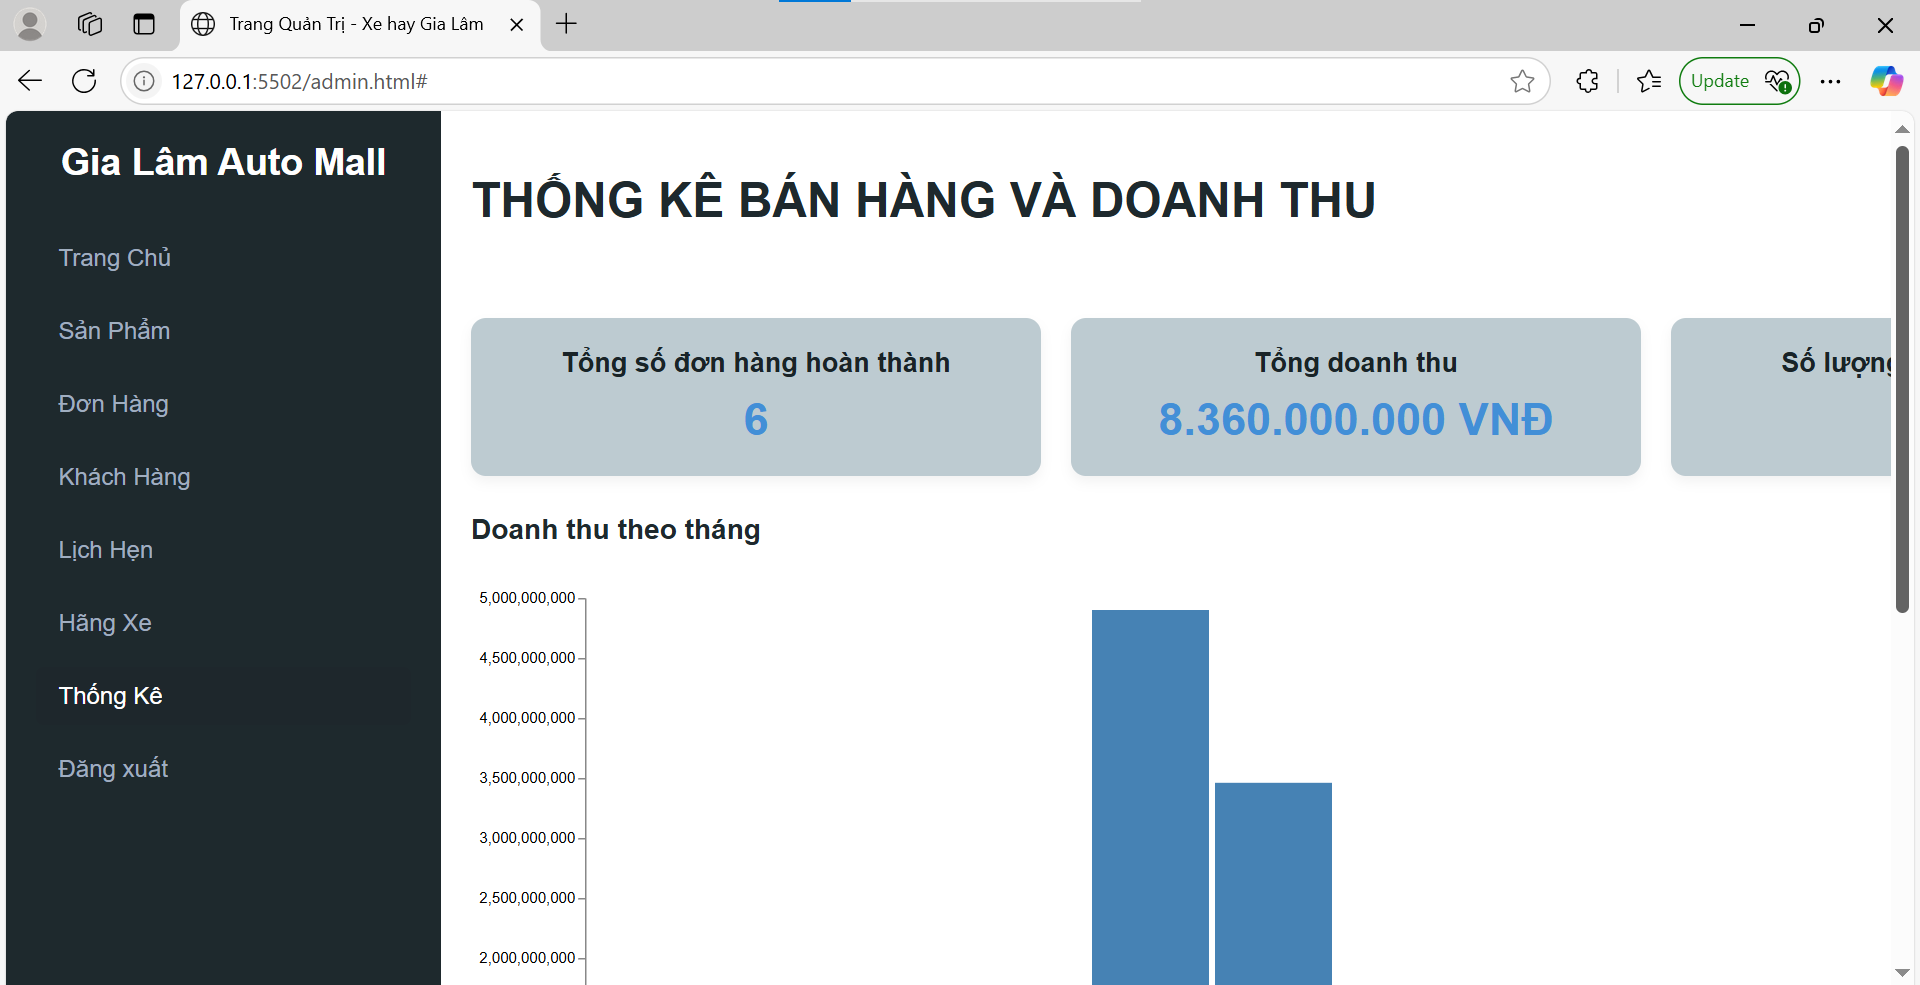 Trang Quản Trị - Xe hay Gia Lâm
127.0.0.1:5502/admin.html#
Update
Gia Lâm Auto Mall
Trang Chủ
Sản Phẩm
Đơn Hàng
Khách Hàng
Lịch Hẹn
Hãng Xe
Thống Kê
Đăng xuất
THỐNG KÊ BÁN HÀNG VÀ DOANH THU
Tổng số đơn hàng hoàn thành
6
Tổng doanh thu
8.360.000.000 VNĐ
Số lượng
Doanh thu theo tháng
5,000,000,000
4,500,000,000
4,000,000,000
3,500,000,000
3,000,000,000
2,500,000,000
2,000,000,000